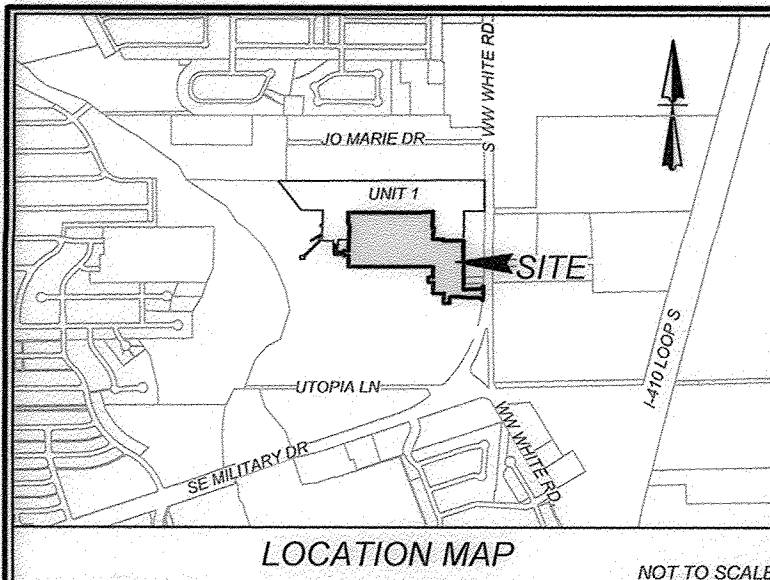 S WW WHITE RD
JO MARIE DR
UNIT 1
SITE
I-410 LOOP S
UTOPIA LN
SE MILITARY DR
WW WHITE RD
LOCATION MAP
NOT TO SCALE